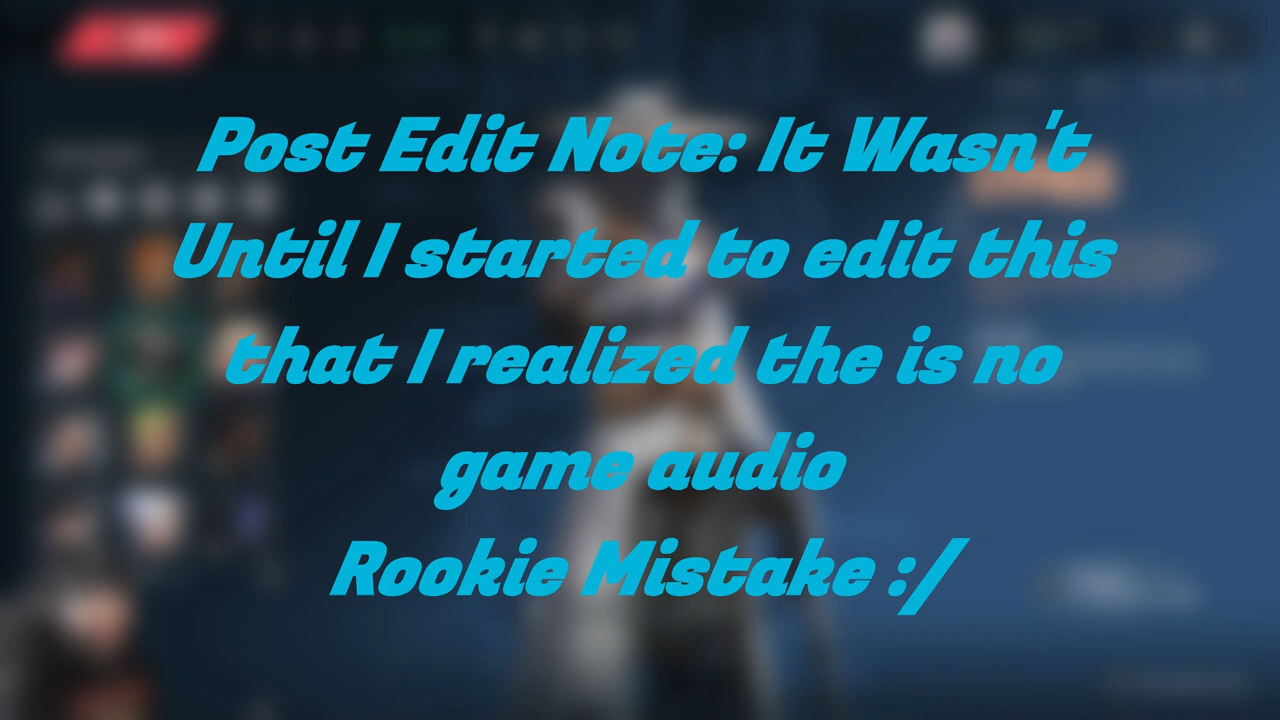 Post Edit Note: It Wasn't
Until I started to edit this
that I realized the is no
game audio
Rookie Mistake :/